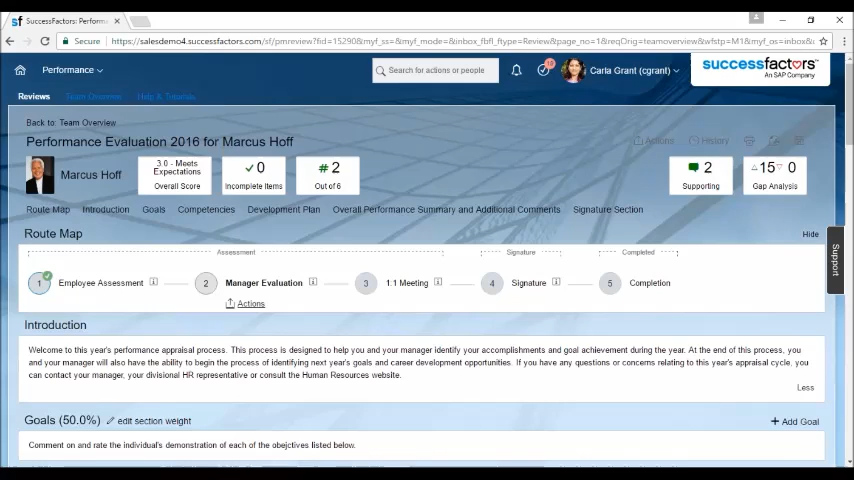 SuccessFactors: Perform
Secure
https://salesdemo4.successfactors.com/sf/pmreview?fid=15290&myf_ss=&myf_mode=&inbox_fbfl_ftype=Review&page_no=1&reqOrig=teamoverview&wfstp=M1&myf_os=inbox&
Performance
Search for actions or people
13
Carla Grant (cgrant)
successfactors™
An SAP Company
Reviews
Team Overview
Help & Tutorials
Back to: Team Overview
Performance Evaluation 2016 for Marcus Hoff
Actions
History
Marcus Hoff
3.0 - Meets Expectations
Overall Score
0
Incomplete Items
# 2
Out of 6
2
Supporting
15 0
Gap Analysis
Route Map Introduction Goals Competencies Development Plan Overall Performance Summary and Additional Comments Signature Section
Route Map
Hide
Assessment Signature Completed
1 Employee Assessment 2 Manager Evaluation 3 1:1 Meeting 4 Signature 5 Completion
Actions
Support
Introduction
Welcome to this year's performance appraisal process. This process is designed to help you and your manager identify your accomplishments and goal achievement during the year. At the end of this process, you
and your manager will also have the ability to begin the process of identifying next year's goals and career development opportunities. If you have any questions or concerns relating to this year's appraisal cycle, you
can contact your manager, your divisional HR representative or consult the Human Resources website.
Less
Goals (50.0%) edit section weight
+ Add Goal
Comment on and rate the individual's demonstration of each of the obejctives listed below.